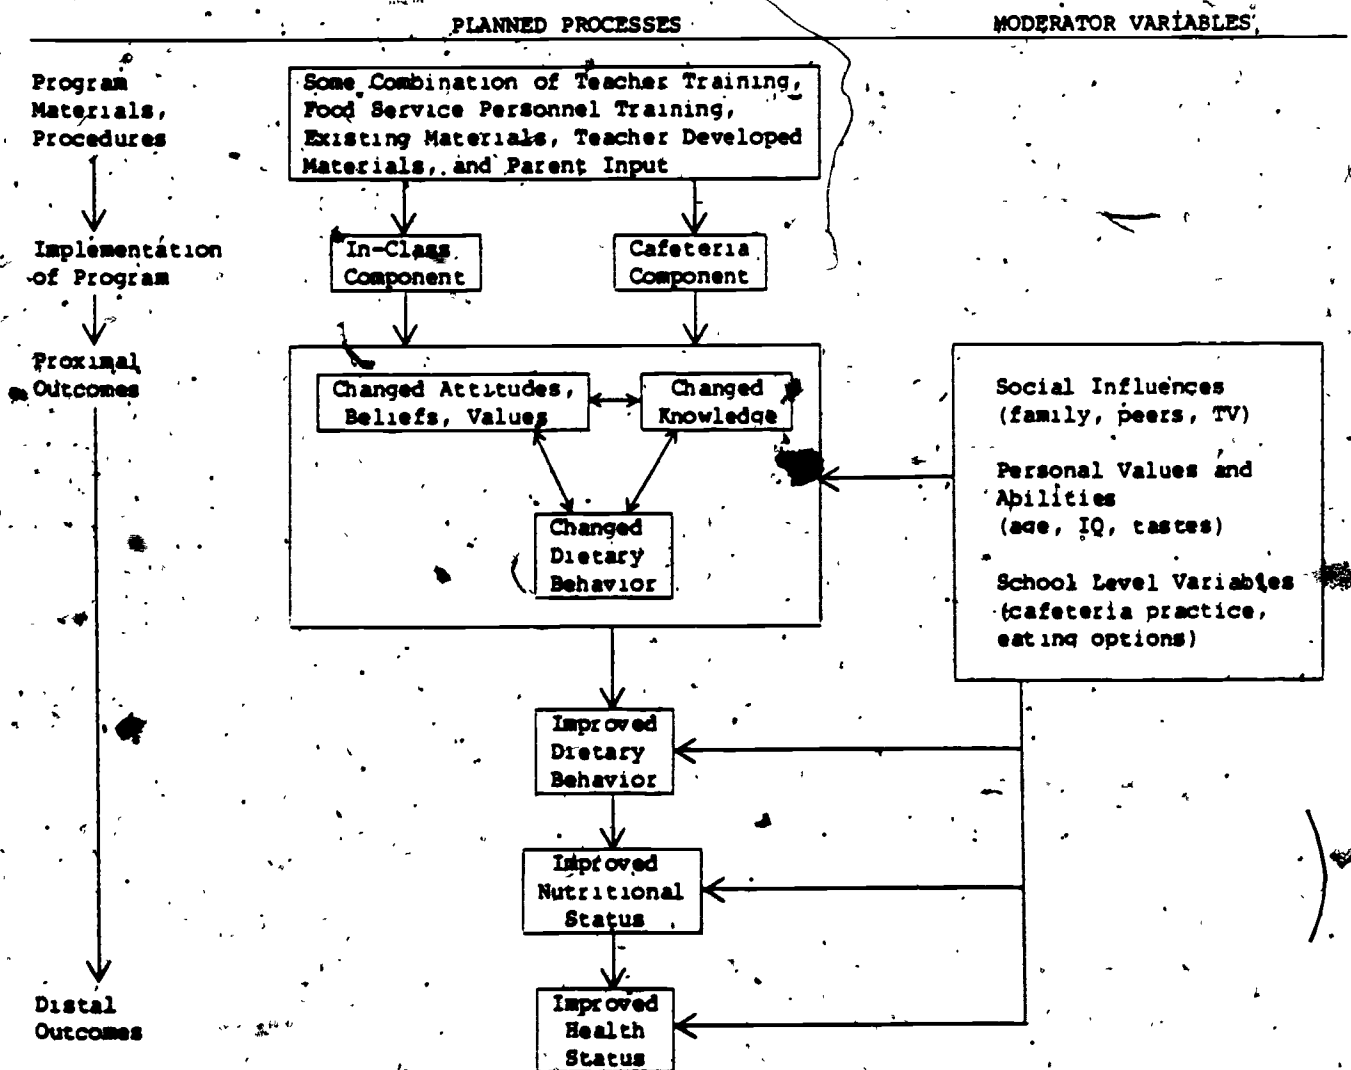 PLANNED PROCESSES
MODERATOR VARIABLES
Program
Materials,
Procedures
Some Combination of Teacher Training,
Food Service Personnel Training,
Existing Materials, Teacher Developed
Materials, and Parent Input
Implementation
of Program
In-Class
Component
Cafeteria
Component
Proximal
Outcomes
Changed Attitudes,
Beliefs, Values
Changed
Knowledge
Changed
Dietary
Behavior
Social Influences
(family, peers, TV)
Personal Values and
Abilities
(age, IQ, tastes)
School Level Variables
(cafeteria practice,
eating options)
Improved
Dietary
Behavior
Improved
Nutritional
Status
Distal
Outcomes
Improved
Health
Status